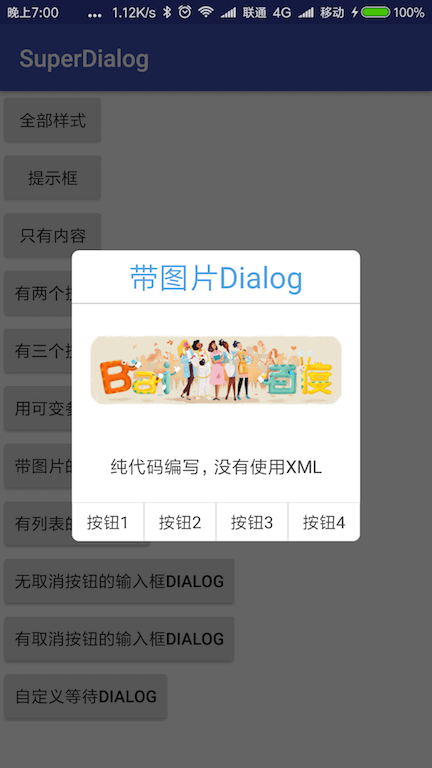 晚上7:00 ... 1.12K/s 联通 4G 移动 100%
SuperDialog
全部样式
提示框
只有内容
有两个
有三个
用可变
带图片的
有列表的
无取消按钮的输入框DIALOG
有取消按钮的输入框DIALOG
自定义等待DIALOG
带图片Dialog
Bai 百度
纯代码编写，没有使用XML
按钮1 按钮2 按钮3 按钮4